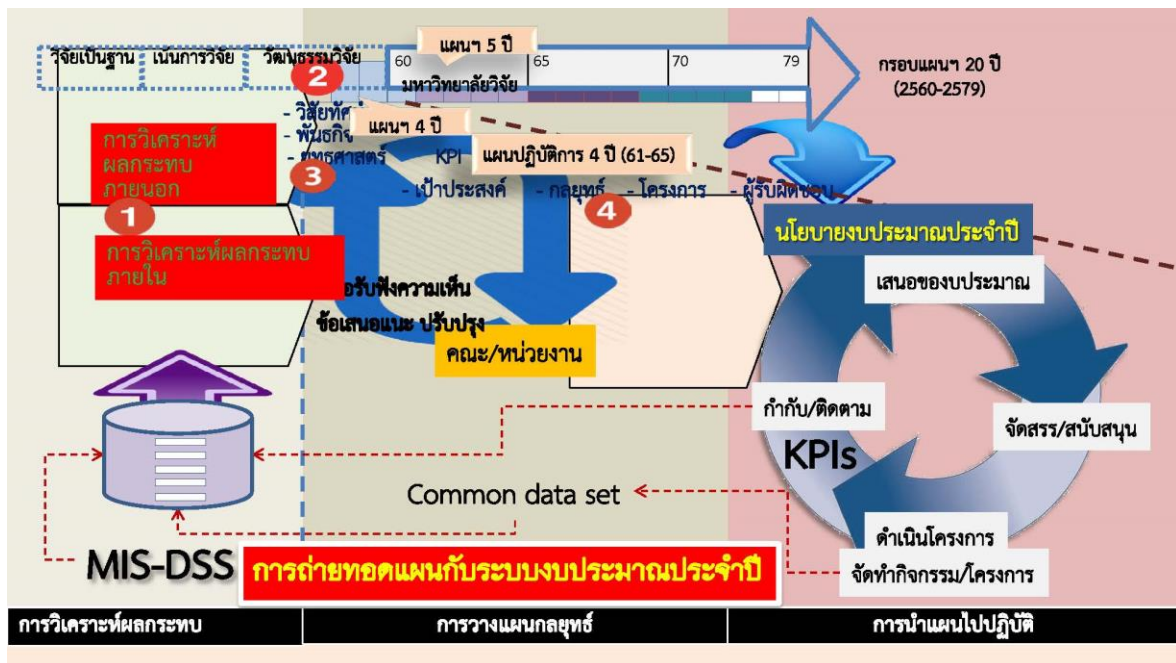 วิจัยเป็นฐาน
เน้นการวิจัย
วัฒนธรรมวิจัย
60
แผนฯ 5 ปี
65
70
79
มหาวิทยาลัยวิจัย
กรอบแผนฯ 20 ปี
(2560-2579)
2
- วิสัยทัศ
- พันธกิจ
- ยุทธศาสตร์
แผนฯ 4 ปี
KPI
แผนปฏิบัติการ 4 ปี (61-65)
- เป้าประสงค์
- กลยุทธ์
- โครงการ
- ผู้รับผิดชอบ
การวิเคราะห์
ผลกระทบ
ภายนอก
3
1
4
การวิเคราะห์ผลกระทบ
ภายใน
นโยบายงบประมาณประจำปี
เสนอของบประมาณ
อรับฟังความเห็น
ข้อเสนอแนะ ปรับปรุง
คณะ/หน่วยงาน
กำกับ/ติดตาม
KPIs
จัดสรร/สนับสนุน
Common data set
ดำเนินโครงการ
จัดทำกิจกรรม/โครงการ
MIS-DSS
การถ่ายทอดแผนกับระบบงบประมาณประจำปี
การวิเคราะห์ผลกระทบ
การวางแผนกลยุทธ์
การนำแผนไปปฏิบัติ